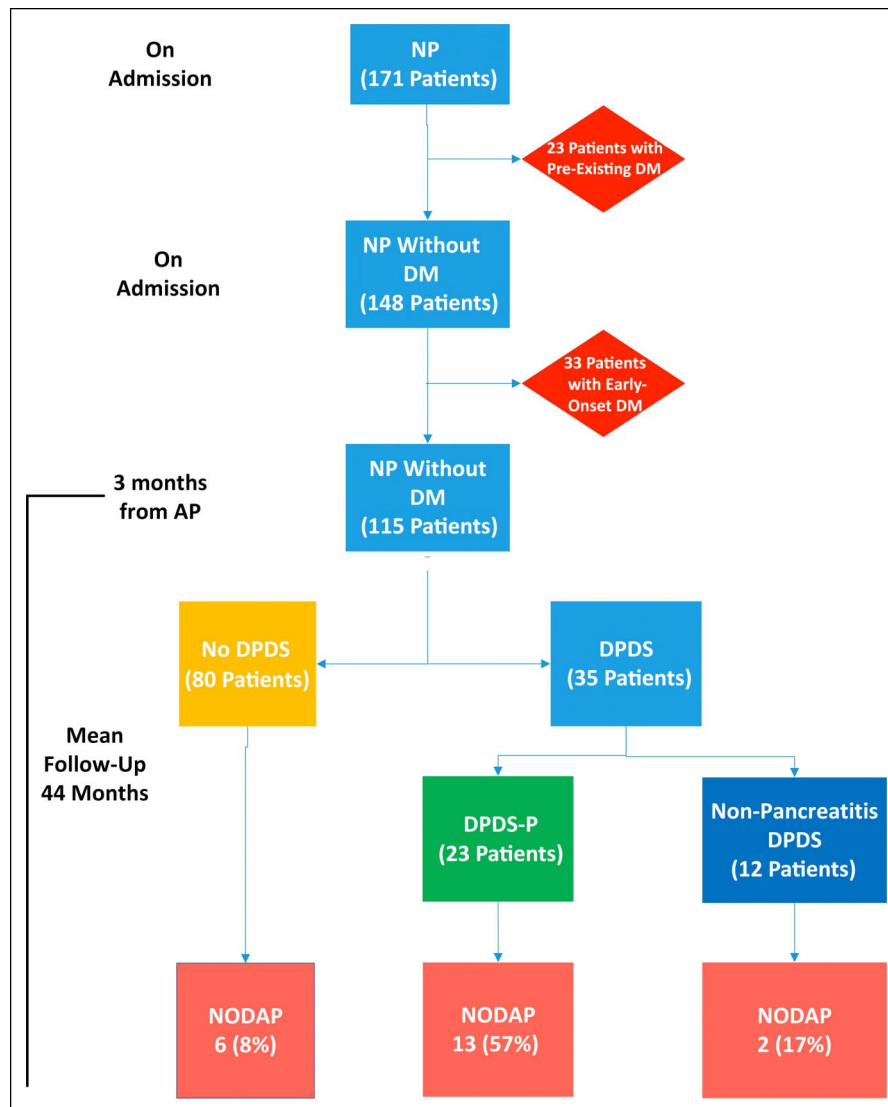 On
Admission
NP
(171 Patients)
23 Patients with
Pre-Existing DM
On
Admission
NP Without
DM
(148 Patients)
33 Patients
with Early-
Onset DM
3 months
from AP
NP Without
DM
(115 Patients)
No DPDS
(80 Patients)
DPDS
(35 Patients)
Mean
Follow-Up
44 Months
DPDS-P
(23 Patients)
Non-Pancreatitis
DPDS
(12 Patients)
NODAP
6 (8%)
NODAP
13 (57%)
NODAP
2 (17%)